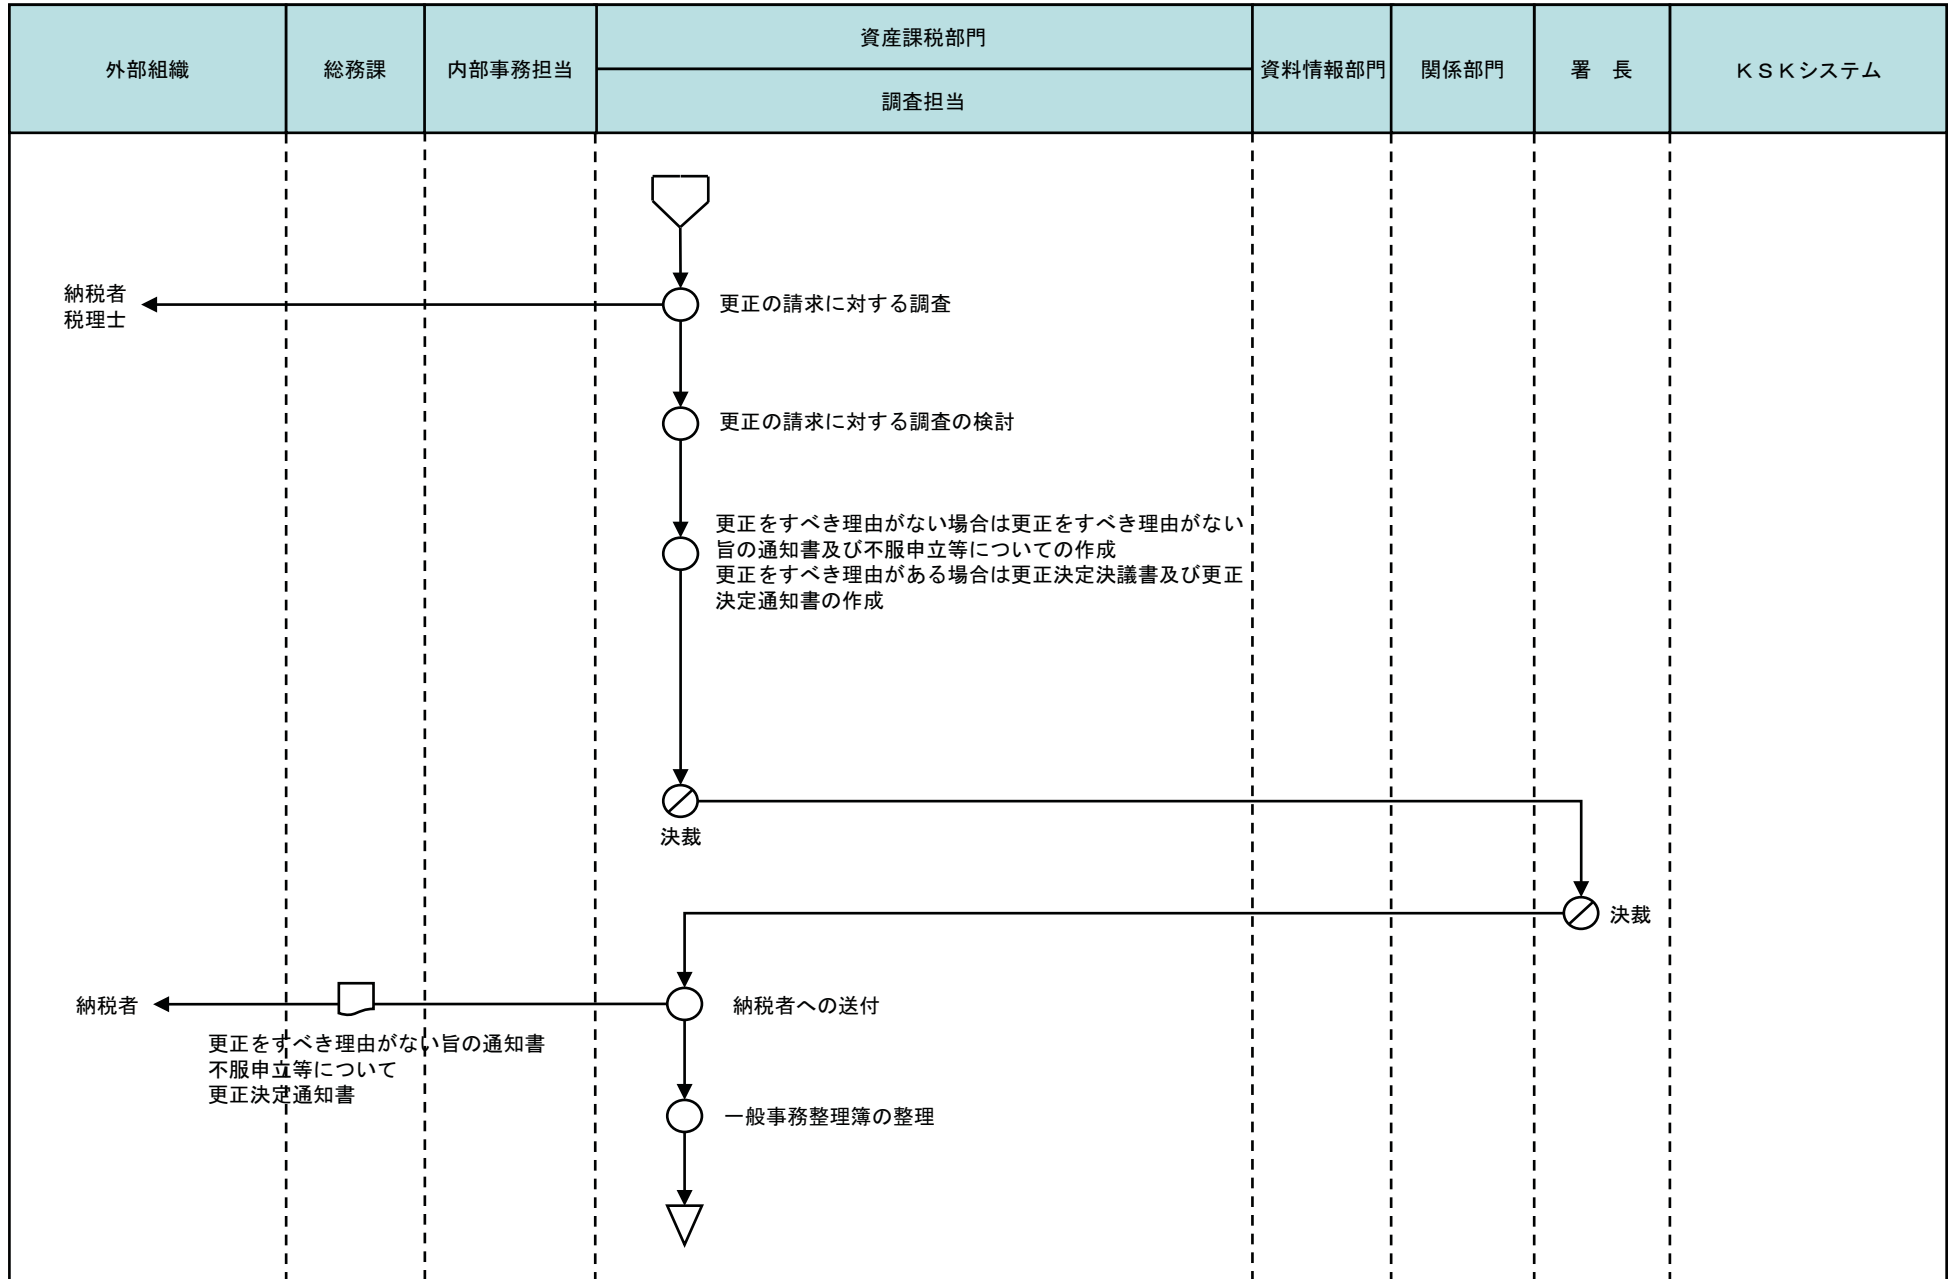 外部組織
総務課
内部事務担当
資産課税部門
調査担当
資料情報部門
関係部門
署　長
ＫＳＫシステム
納税者
税理士
更正の請求に対する調査
更正の請求に対する調査の検討
更正をすべき理由がない場合は更正をすべき理由がない
旨の通知書及び不服申立等についての作成
更正をすべき理由がある場合は更正決定決議書及び更正
決定通知書の作成
決裁
決裁
納税者
納税者への送付
更正をすべき理由がない旨の通知書
不服申立等について
更正決定通知書
一般事務整理簿の整理